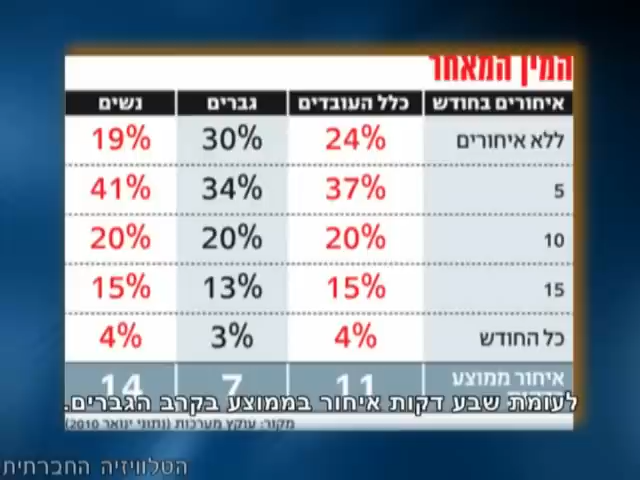 המין המאחר
איחורים בחודש כלל העובדים גברים נשים
ללא איחורים 24% 30% 19%
5 37% 34% 41%
10 20% 20% 20%
15 15% 13% 15%
כל החודש 4% 3% 4%
איחור ממוצע 11 7 14
לעומת שבע דקות איחור בממוצע בקרב הגברים.
מקור: עוקץ מערכות (נתוני ינואר 2010)
הטלוויזיה החברתית